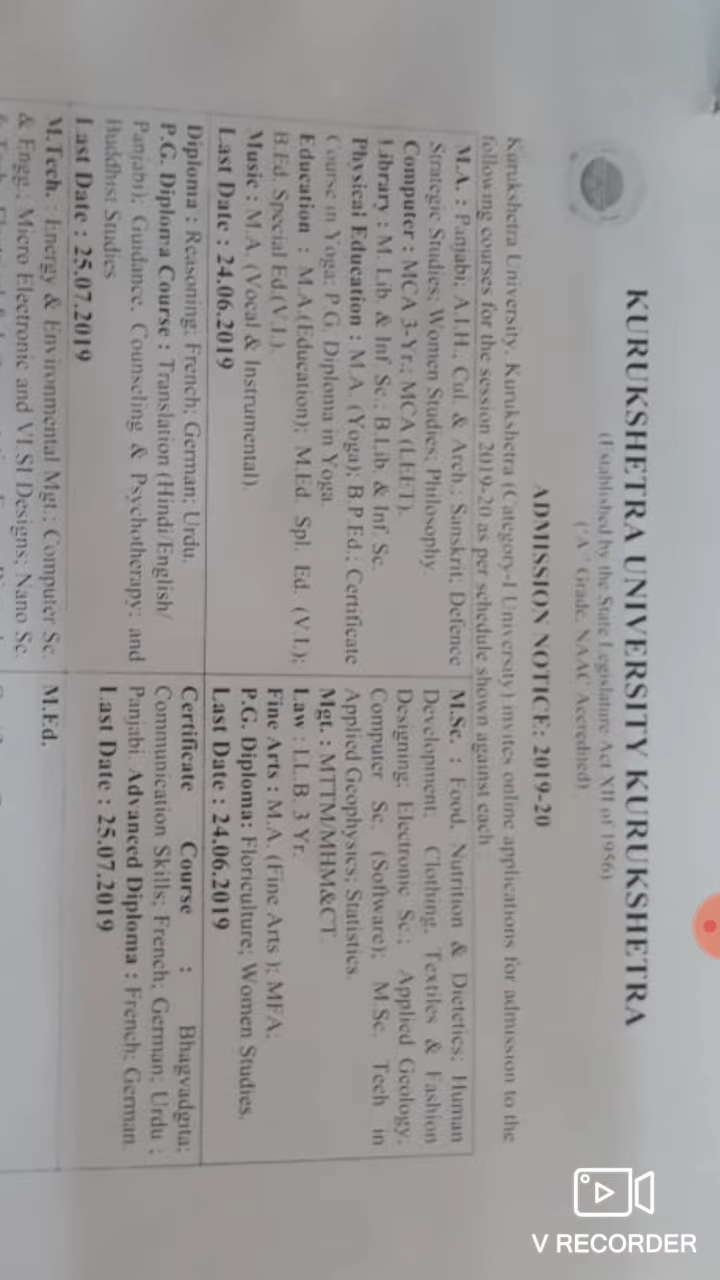 KURUKSHETRA UNIVERSITY KURUKSHETRA
(Established by the State Legislature Act XII of 1956)
("A+" Grade, NAAC Accredited)
ADMISSION NOTICE: 2019-20
Kurukshetra University, Kurukshetra (Category-I University) invites online applications for admission to the
following courses for the session 2019-20 as per schedule shown against each :
M.A. : Panjabi; A.I.H., Cul. & Arch.; Sanskrit; Defence
Strategic Studies; Women Studies; Philosophy
Computer : MCA 3-Yr.; MCA (LEET).
Library : M. Lib. & Inf. Sc.; B.Lib. & Inf. Sc.
Physical Education : M.A. (Yoga); B.P.Ed.; Certificate
Course in Yoga; P.G. Diploma in Yoga.
Education : M.A.(Education); M.Ed. Spl. Ed. (V.I.);
B.Ed. Special Ed.(V.I.).
Music : M.A. (Vocal & Instrumental).
Last Date : 24.06.2019
M.Sc. : Food, Nutrition & Dietetics; Human
Development; Clothing, Textiles & Fashion
Designing; Electronic Sc.; Applied Geology;
Computer Sc. (Software); M.Sc. Tech in
Applied Geophysics; Statistics.
Mgt. : MTTM/MHM&CT.
Law : LL.B. 3 Yr.
Fine Arts : M.A. (Fine Arts ); MFA;
P.G. Diploma: Floriculture; Women Studies.
Last Date : 24.06.2019
Diploma : Reasoning; French; German; Urdu.
P.G. Diploma Course : Translation (Hindi/English/
Panjabi); Guidance, Counseling & Psychotherapy; and
Buddhist Studies
Last Date : 25.07.2019
Certificate Course : Bhagvadgita;
Communication Skills; French; German; Urdu ;
Panjabi. Advanced Diploma : French; German.
Last Date : 25.07.2019
M.Tech. : Energy & Environmental Mgt.; Computer Sc.
& Engg.; Micro Electronic and VLSI Designs; Nano Sc.
M.Ed.
V RECORDER